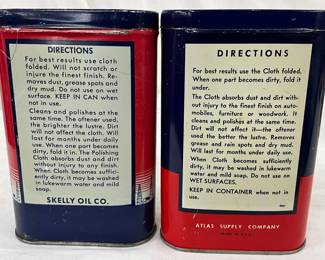 DIRECTIONS
For best results use cloth
folded. Will not scratch or
injure the finest finish. Re-
moves dust, grease spots and
dry mud. Do not use on wet
surface. KEEP IN CAN when
not in use.
Cleans and polishes at the
same time. The oftener used,
the brighter the lustre. Will
last for months under daily
use. When one part becomes
dirty, fold it in. The Polishing
Cloth absorbs dust and dirt
without injury to any finish.
When Cloth becomes suffici-
ently dirty, it may be washed
in lukewarm water and mild
soap.
SKELLY OIL CO.
DIRECTIONS
For best results use the Cloth folded.
When one part becomes dirty, fold it
under.
The Cloth absorbs dust and dirt with-
out injury to the finest finish on auto-
mobiles, furniture or woodwork. It
cleans and polishes at the same time.
Dirt will not affect it—the oftener
used the better the lustre. Removes
grease and rain spots and dry mud.
Will last for months under daily use.
When Cloth becomes sufficiently
dirty, it may be washed in lukewarm
water and mild soap. Do not use on
WET SURFACES.
KEEP IN CONTAINER when not in
use.
ATLAS SUPPLY COMPANY